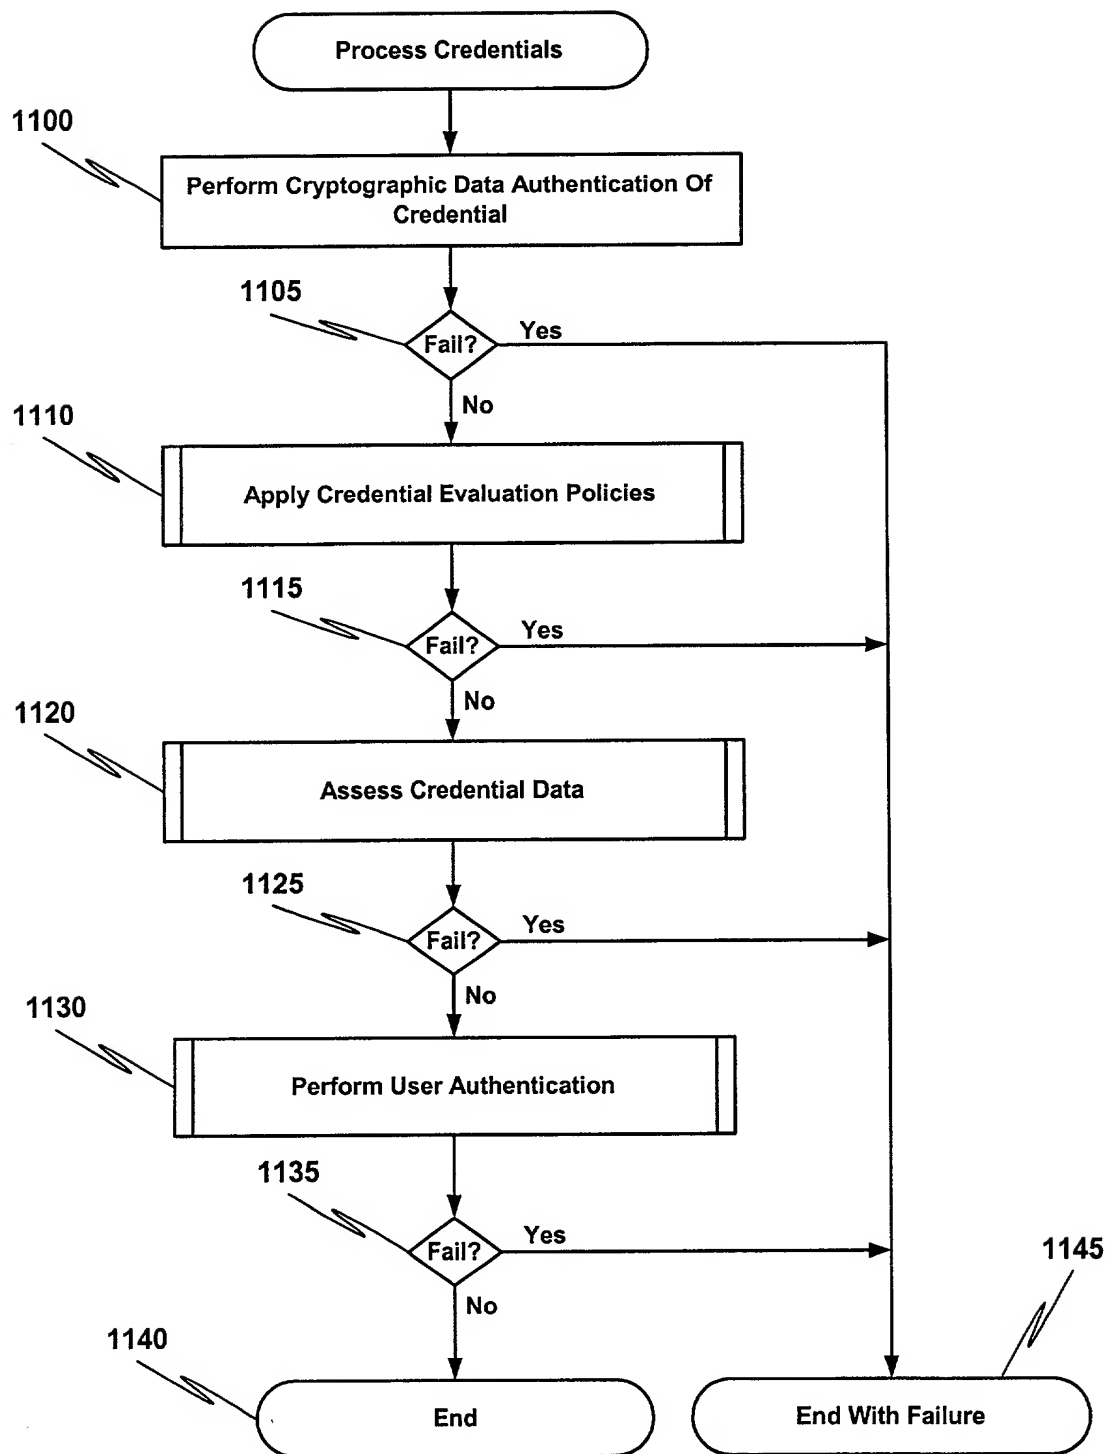 Process Credentials
1100
Perform Cryptographic Data Authentication Of
Credential
1105
Fail?
Yes
No
1110
Apply Credential Evaluation Policies
1115
Fail?
Yes
No
1120
Assess Credential Data
1125
Fail?
Yes
No
1130
Perform User Authentication
1135
Fail?
Yes
No
1145
1140
End
End With Failure